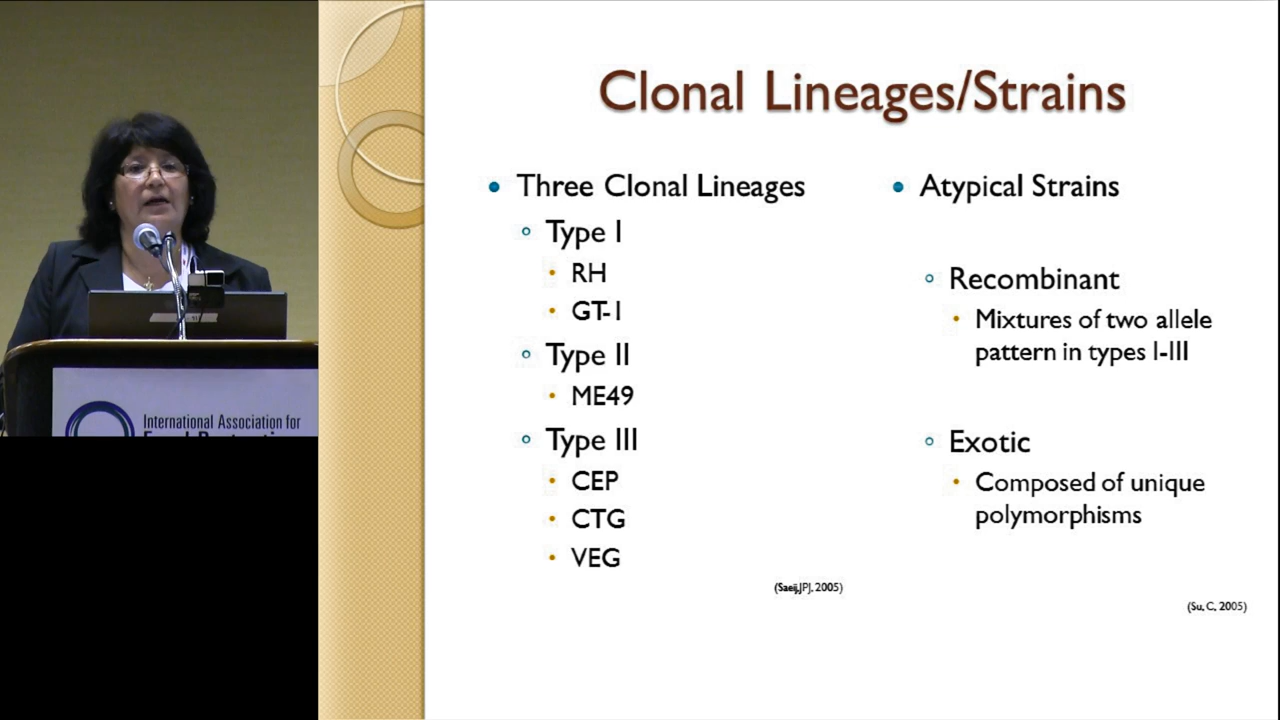 Clonal Lineages/Strains
Three Clonal Lineages
Type I
RH
GT-1
Type II
ME49
Type III
CEP
CTG
VEG
(Saeij,JPJ, 2005)
Atypical Strains
Recombinant
Mixtures of two allele
pattern in types I-III
Exotic
Composed of unique
polymorphisms
(Su, C, 2005)
International Association for